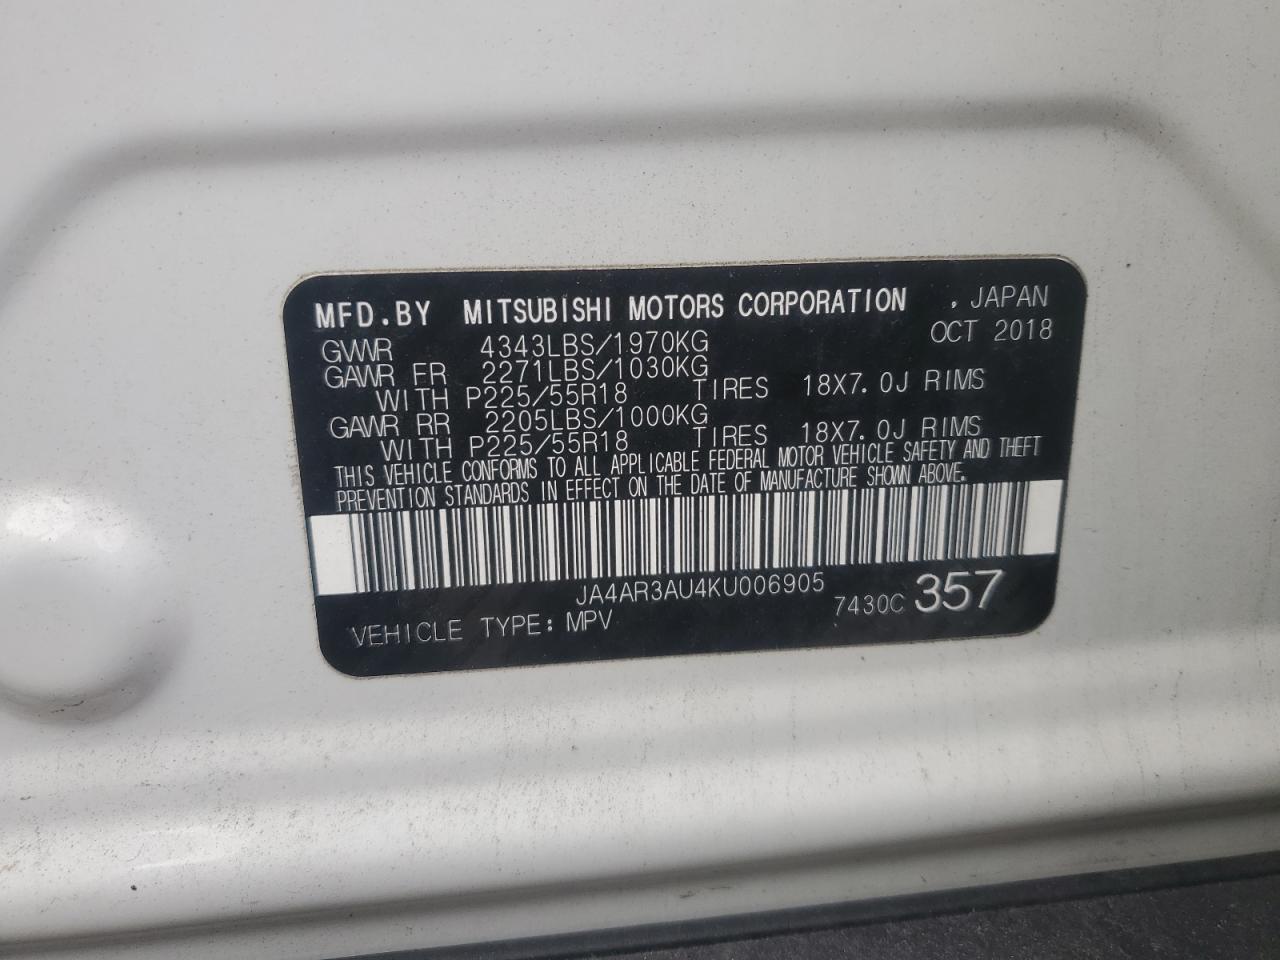 MFD.BY MITSUBISHI MOTORS CORPORATION , JAPAN
GVWR 4343LBS/1970KG OCT 2018
GAWR FR 2271LBS/1030KG
WITH P225/55R18 TIRES 18X7.0J RIMS
GAWR RR 2205LBS/1000KG
WITH P225/55R18 TIRES 18X7.0J RIMS
THIS VEHICLE CONFORMS TO ALL APPLICABLE FEDERAL MOTOR VEHICLE SAFETY AND THEFT
PREVENTION STANDARDS IN EFFECT ON THE DATE OF MANUFACTURE SHOWN ABOVE.
JA4AR3AU4KU006905
VEHICLE TYPE: MPV 7430C 357